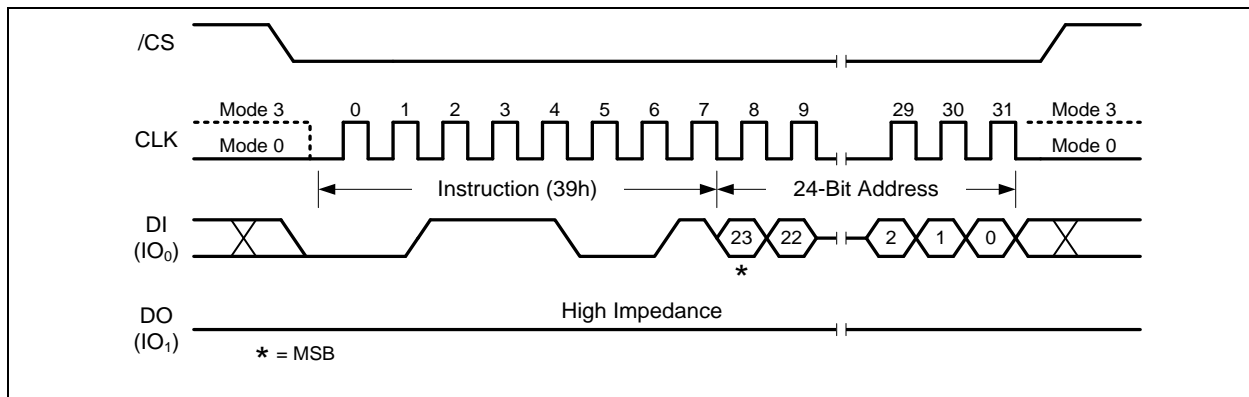 /CS
Mode 3 0 1 2 3 4 5 6 7 8 9 29 30 31 Mode 3
CLK
Mode 0 Mode 0
Instruction (39h) 24-Bit Address
DI
(IO₀)
23 22 2 1 0
*
High Impedance
DO
(IO₁)
* = MSB